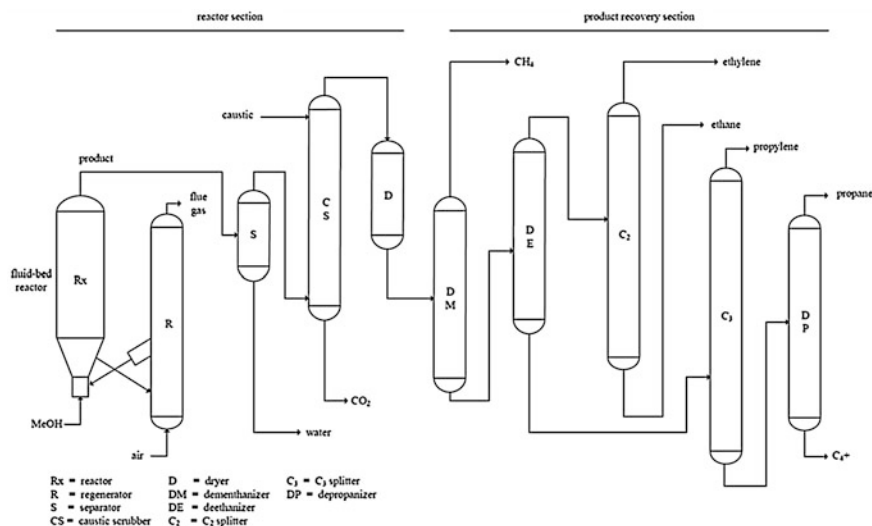 reactor section
product recovery section
CH₄
ethylene
ethane
caustic
product
propylene
flue
gas
propane
C
S
D
S
D
E
C₂
fluid-bed
reactor
Rx
R
D
M
C₃
D
P
MeOH
CO₂
water
air
C₄+
Rx = reactor
R = regenerator
S = separator
CS = caustic scrubber
D = dryer
DM = dementhanizer
DE = deethanizer
C₂ = C₂ splitter
C₃ = C₃ splitter
DP = depropanizer